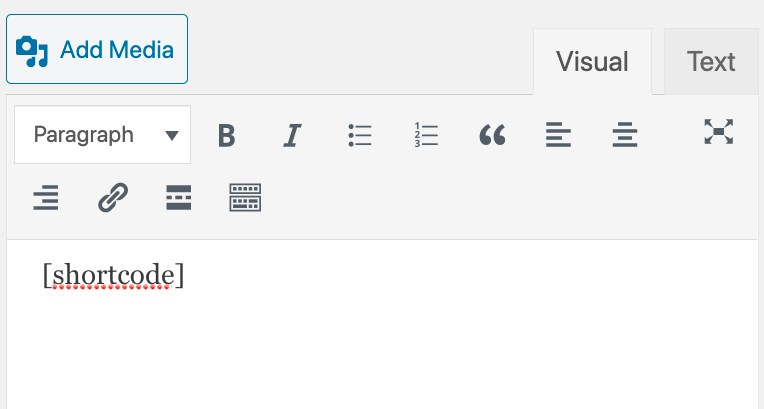 Add Media
Visual Text
Paragraph B I
[shortcode]